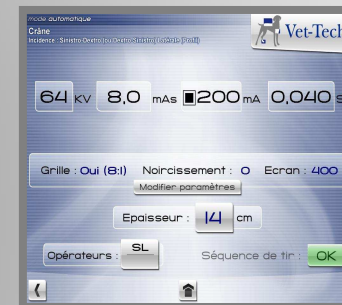 mode automatique
Crâne
Incidence : Sinistro-Dextro (ou Dextro Sinistro) Latérale (Profil)
Vet-Tech
64 KV 8,0 mAs 200 mA 0,040 s
Grille : Oui (8:1) Noircissement : 0 Ecran : 400
Modifier paramètres
Epaisseur : 14 cm
Opérateurs : SL Séquence de tir : OK